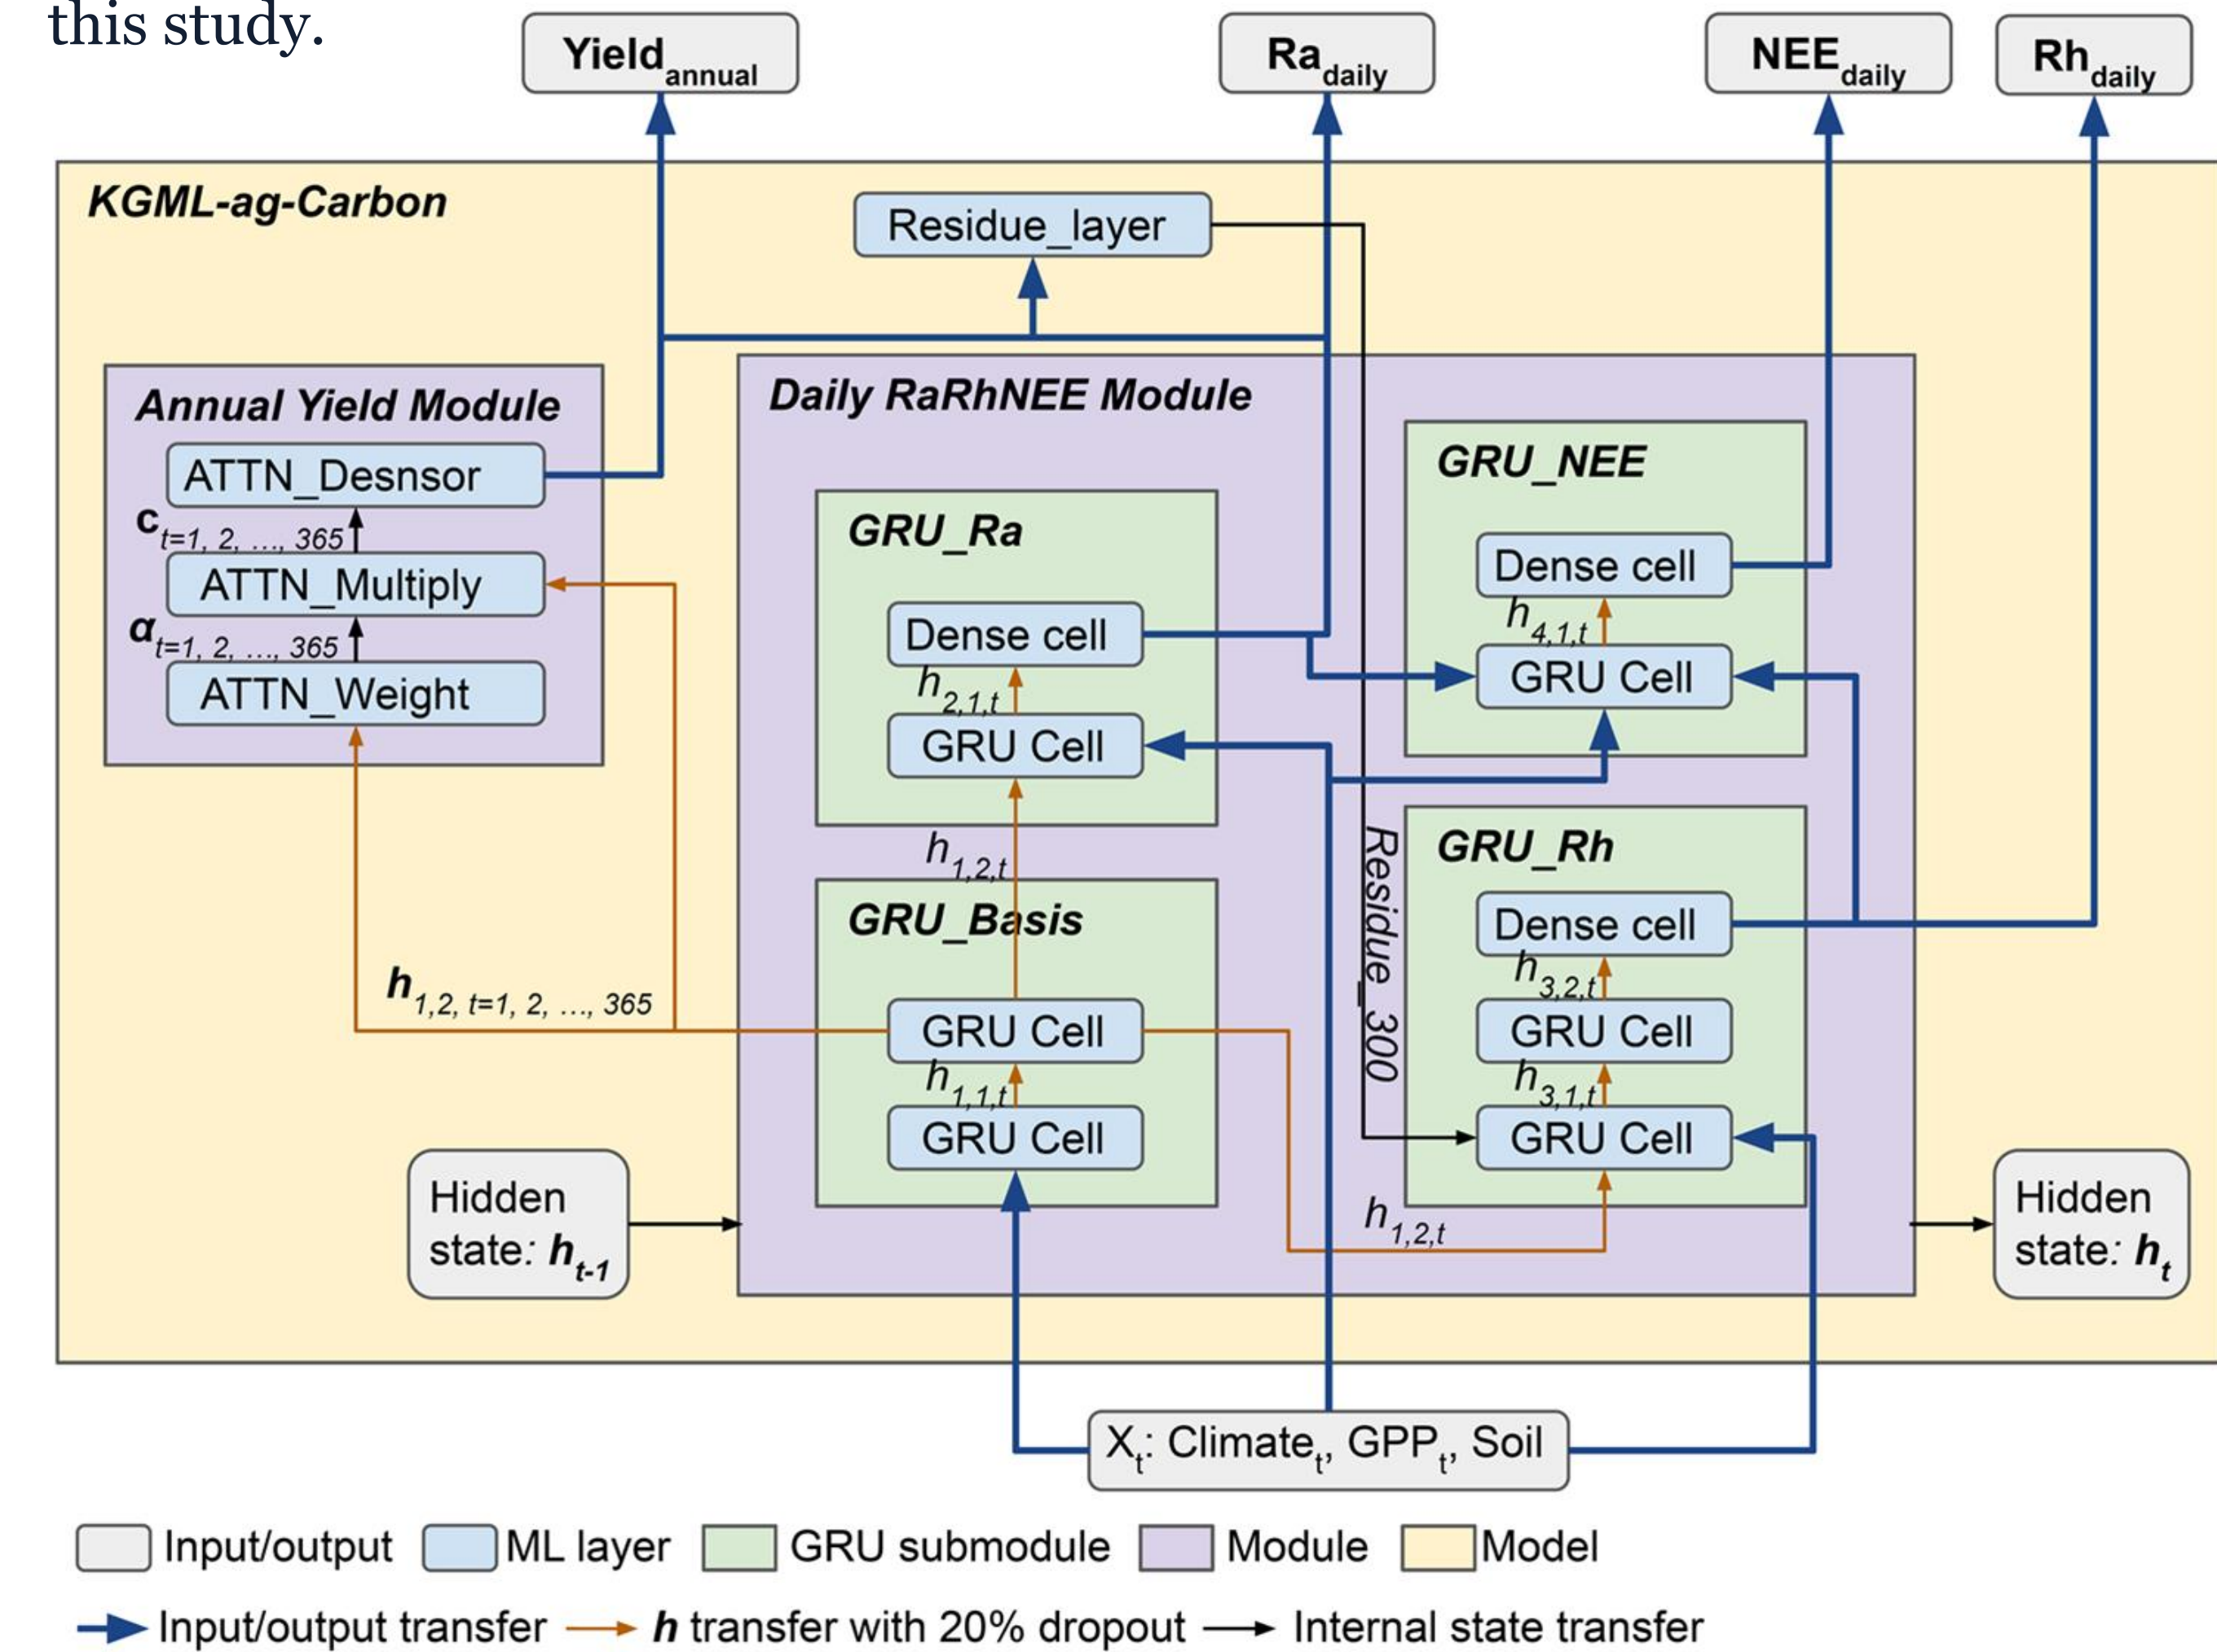 this study.
Yield annual
Ra daily
NEE daily
Rh daily
KGML-ag-Carbon
Residue_layer
Annual Yield Module
ATTN_Desnsor
c t=1, 2, ..., 365
ATTN_Multiply
α t=1, 2, ..., 365
ATTN_Weight
h 1,2, t=1, 2, ..., 365
Daily RaRhNEE Module
GRU_Ra
Dense cell
h 2,1,t
GRU Cell
h 1,2,t
GRU_Basis
GRU Cell
h 1,1,t
GRU Cell
GRU_NEE
Dense cell
h 4,1,t
GRU Cell
Residue_300
GRU_Rh
Dense cell
h 3,2,t
GRU Cell
h 3,1,t
GRU Cell
h 1,2,t
Hidden
state: h t-1
Hidden
state: h t
X t: Climate t, GPP t, Soil
Input/output
ML layer
GRU submodule
Module
Model
Input/output transfer
h transfer with 20% dropout
Internal state transfer